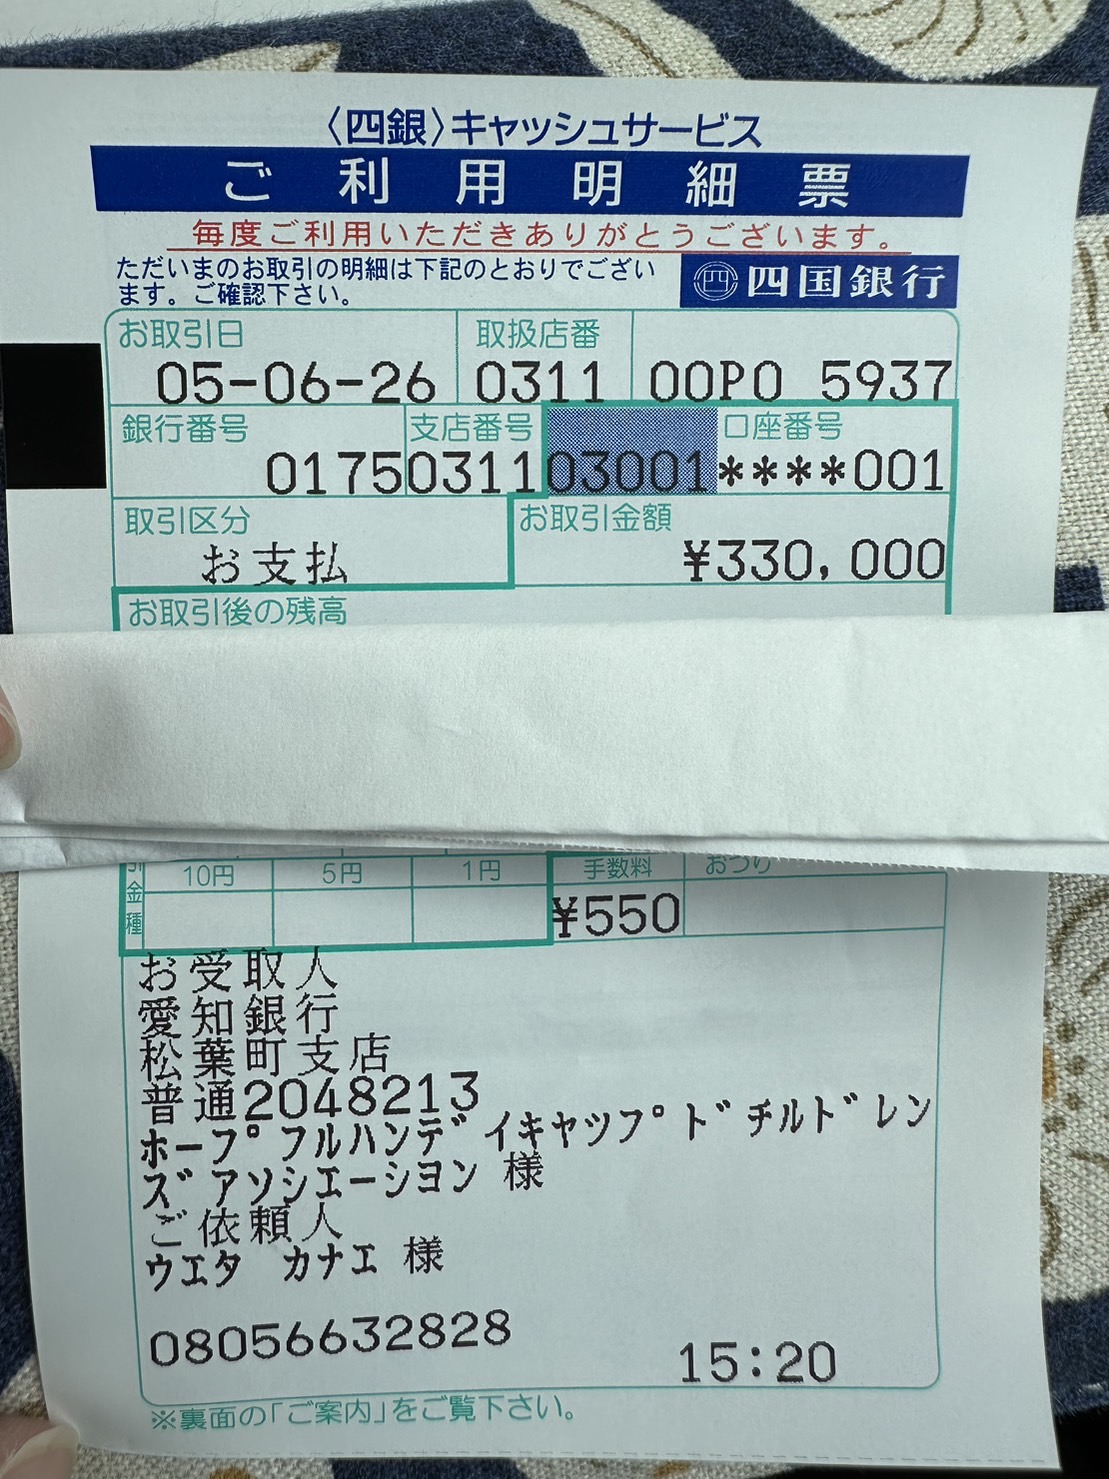 〈四銀〉キャッシュサービス
ご利用明細票
毎度ご利用いただきありがとうございます。
ただいまのお取引の明細は下記のとおりでござい
ます。ご確認下さい。
四国銀行
お取引日 取扱店番
05-06-26 0311 00P0 5937
銀行番号 支店番号 口座番号
0175 0311 03001 ****001
取引区分 お取引金額
お支払 ¥330,000
お取引後の残高
引金種 10円 5円 1円 手数料 おつり
¥550
お受取人
愛知銀行
松葉町支店
普通2048213
ホープフルハンデイキヤツプドチルドレン
ズアソシエーシヨン 様
ご依頼人
ウエタ カナエ 様
08056632828
15:20
※裏面の「ご案内」をご覧下さい。